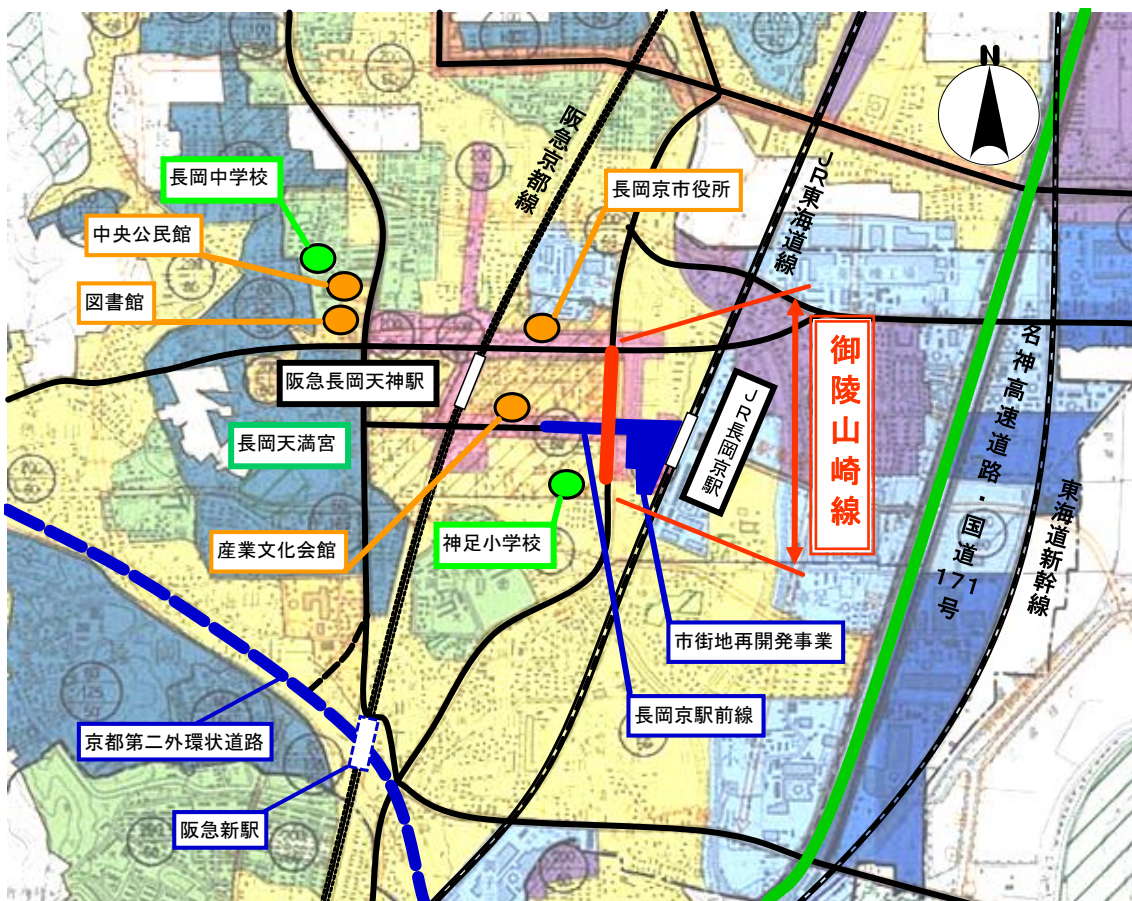 N
阪急京都線
JR東海道線
長岡中学校
長岡京市役所
中央公民館
図書館
御陵山崎線
阪急長岡天神駅
JR長岡京駅
名神高速道路・国道171号
東海道新幹線
長岡天満宮
産業文化会館
神足小学校
市街地再開発事業
長岡京駅前線
京都第二外環状道路
阪急新駅